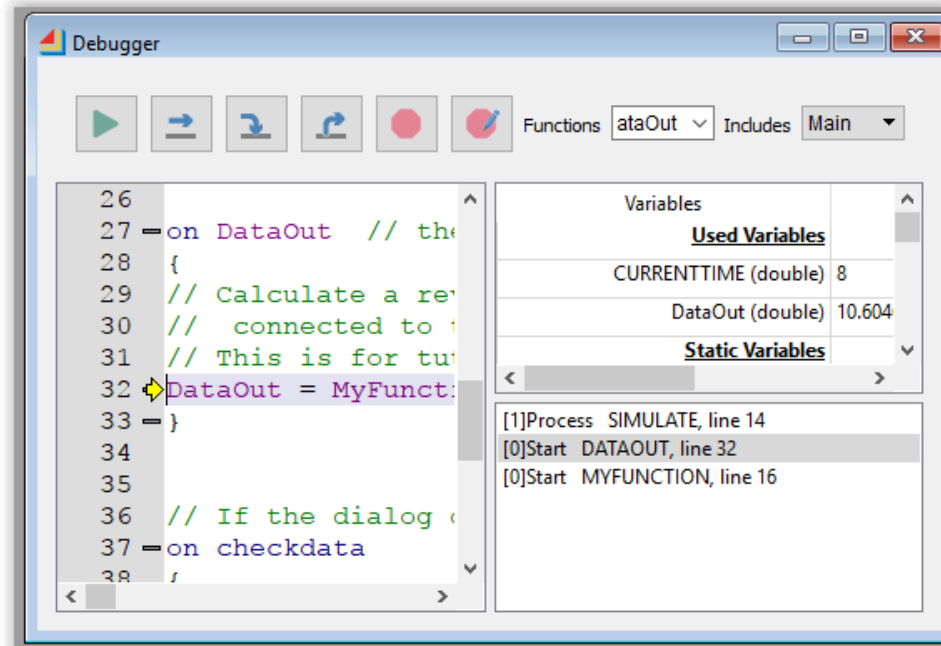 Debugger
Functions ataOut Includes Main
26
27 on DataOut // the
28 {
29 // Calculate a rev
30 // connected to t
31 // This is for tut
32 DataOut = MyFuncti
33 }
34
35
36 // If the dialog
37 on checkdata
38 {
Variables
Used Variables
CURRENTTIME (double) 8
DataOut (double) 10.604
Static Variables
[1]Process SIMULATE, line 14
[0]Start DATAOUT, line 32
[0]Start MYFUNCTION, line 16